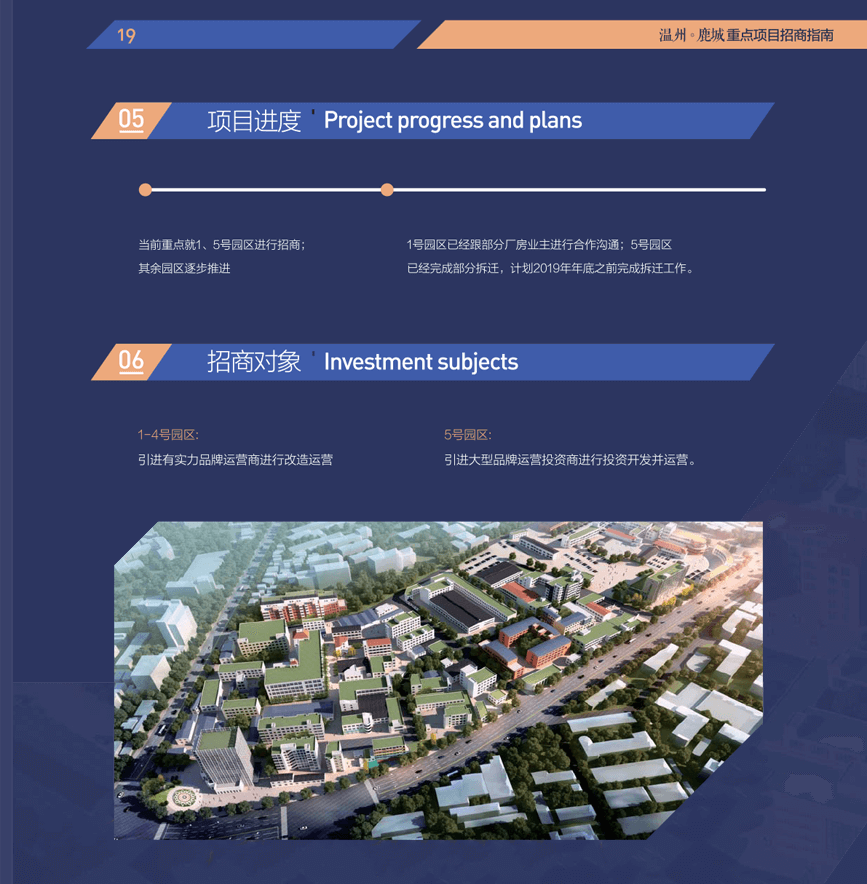 19
温州·鹿城重点项目招商指南
05
项目进度 ' Project progress and plans
当前重点就1、5号园区进行招商；
其余园区逐步推进
1号园区已经跟部分厂房业主进行合作沟通；5号园区
已经完成部分拆迁，计划2019年年底之前完成拆迁工作。
06
招商对象 ' Investment subjects
1-4号园区:
引进有实力品牌运营商进行改造运营
5号园区:
引进大型品牌运营投资商进行投资开发并运营。